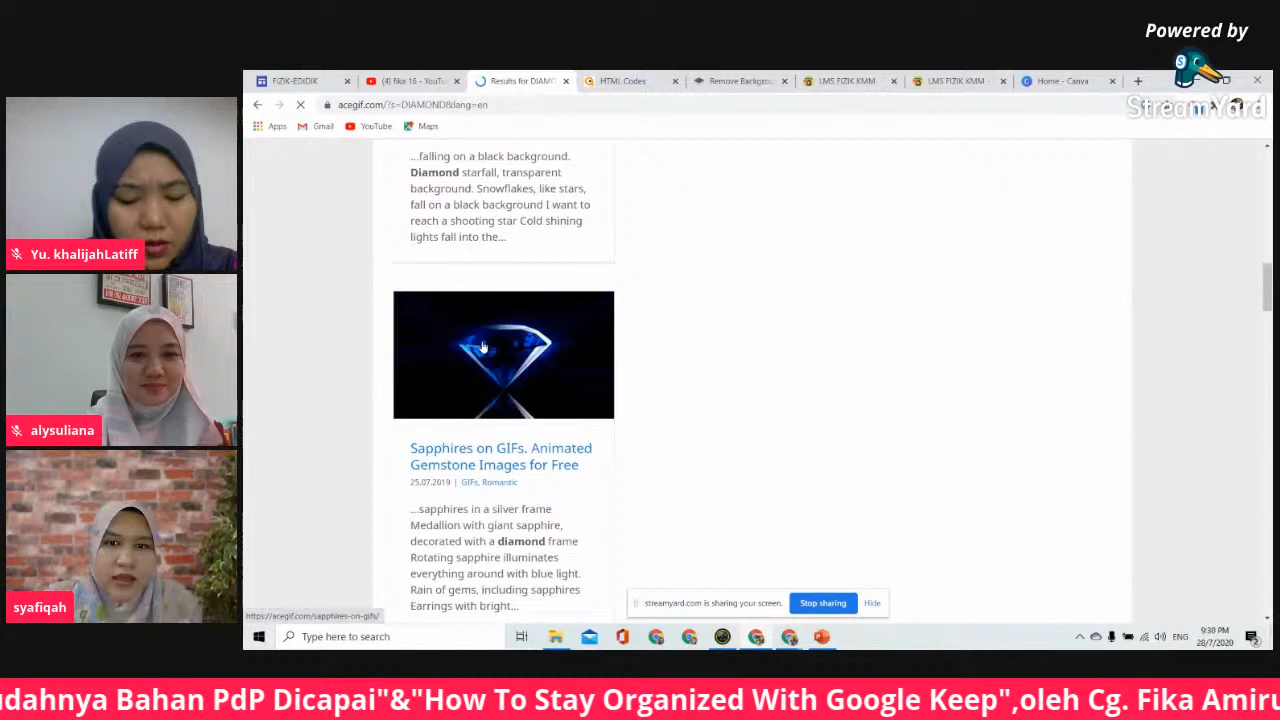 Powered by
StreamYard
FIZIK-EDIDIK
(4) fike 16 - YouTu
Results for DIAMO
HTML Codes
Remove Backgrou
LMS FIZIK KMM
LMS FIZIK KMM -
Home - Canva
acegif.com/?s=DIAMOND&lang=en
Apps
Gmail
YouTube
Maps
...falling on a black background.
Diamond starfall, transparent
background. Snowflakes, like stars,
fall on a black background I want to
reach a shooting star Cold shining
lights fall into the...
Sapphires on GIFs. Animated
Gemstone Images for Free
25.07.2019 | GIFs, Romantic
...sapphires in a silver frame
Medallion with giant sapphire,
decorated with a diamond frame
Rotating sapphire illuminates
everything around with blue light.
Rain of gems, including sapphires
Earrings with bright...
streamyard.com is sharing your screen.
Stop sharing
Hide
https://acegif.com/sapphires-on-gifs/
Type here to search
ENG
9:30 PM
28/7/2020
Yu. khalijahLatiff
alysuliana
syafiqah
udahnya Bahan PdP Dicapai"&"How To Stay Organized With Google Keep",oleh Cg. Fika Amiru